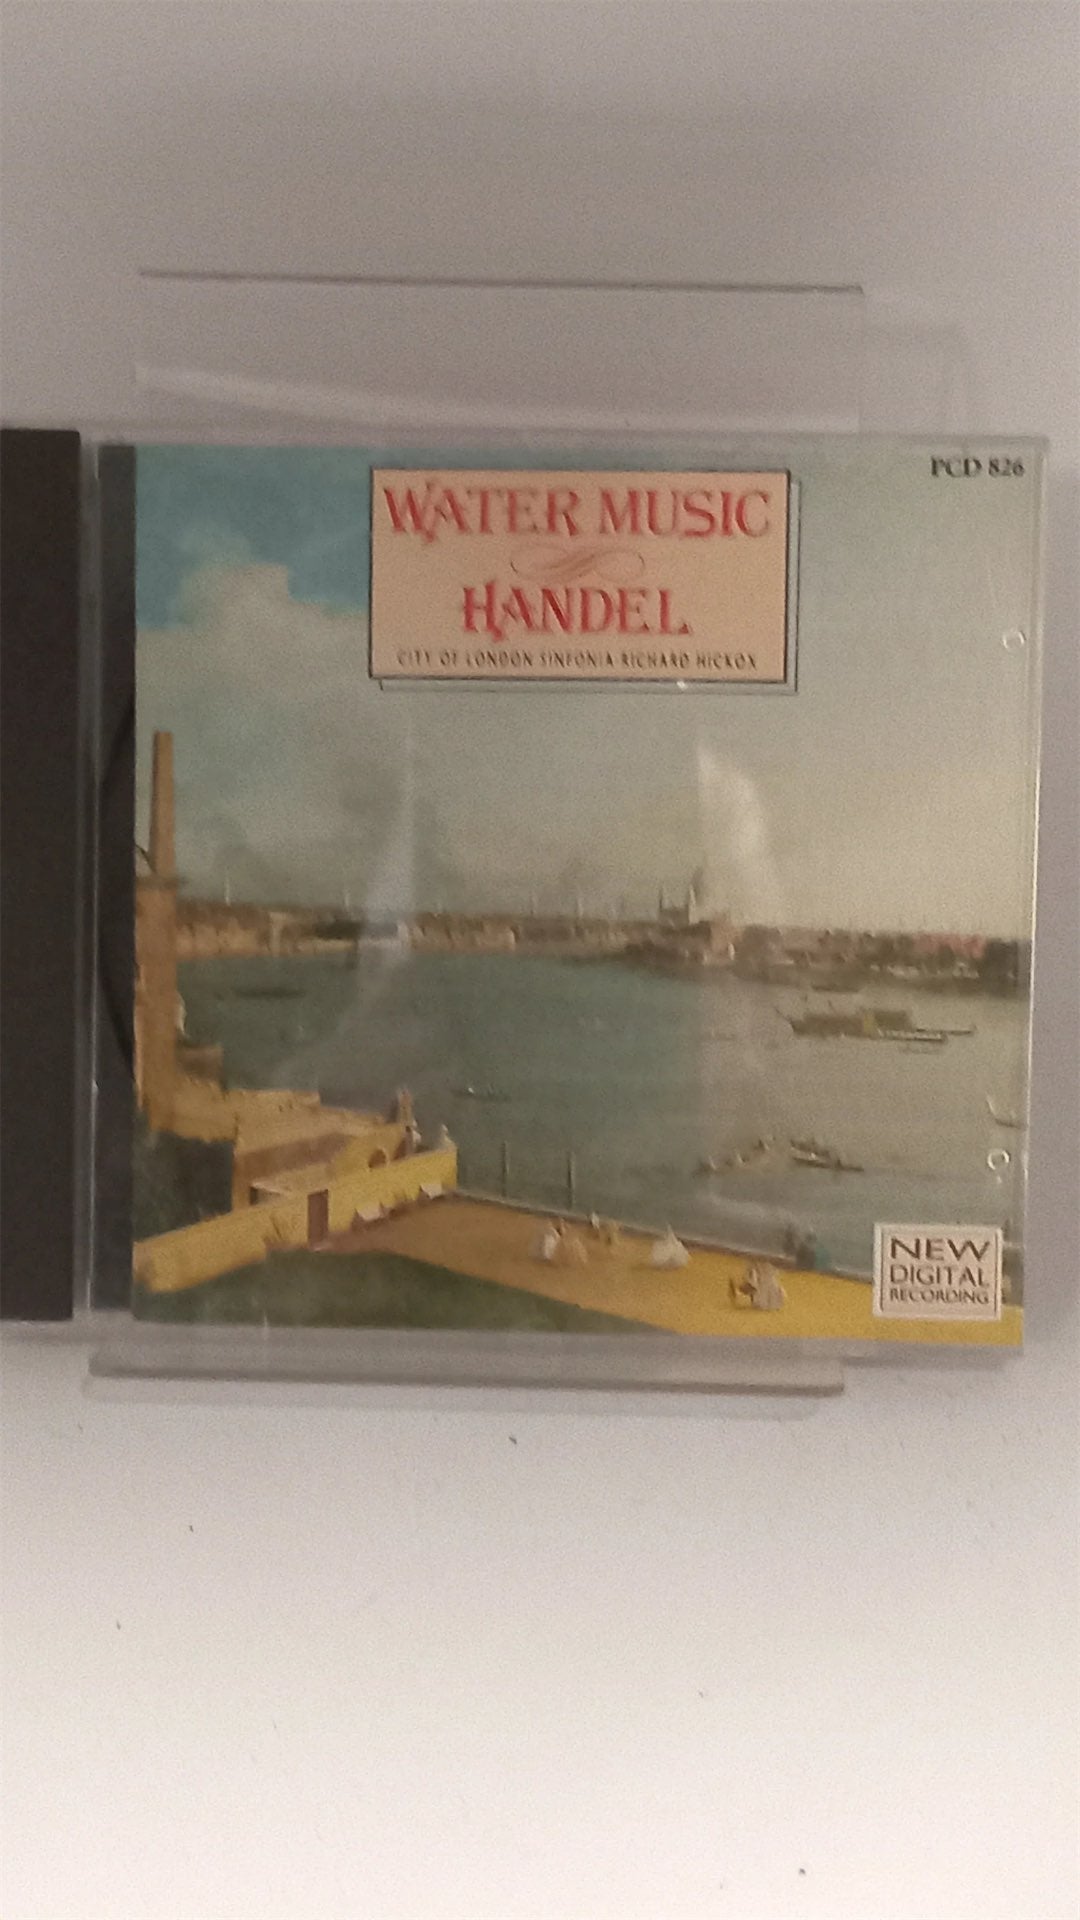 PCD 826
WATER MUSIC
HANDEL
CITY OF LONDON SINFONIA·RICHARD HICKOX
NEW
DIGITAL
RECORDING